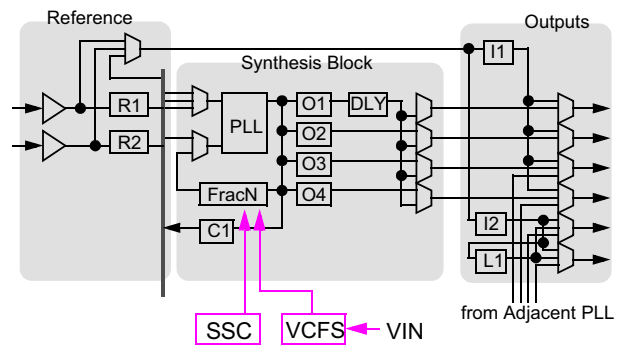 Reference
Synthesis Block
Outputs
I1
R1
R2
PLL
O1
DLY
O2
O3
O4
FracN
C1
I2
L1
from Adjacent PLL
SSC
VCFS
VIN